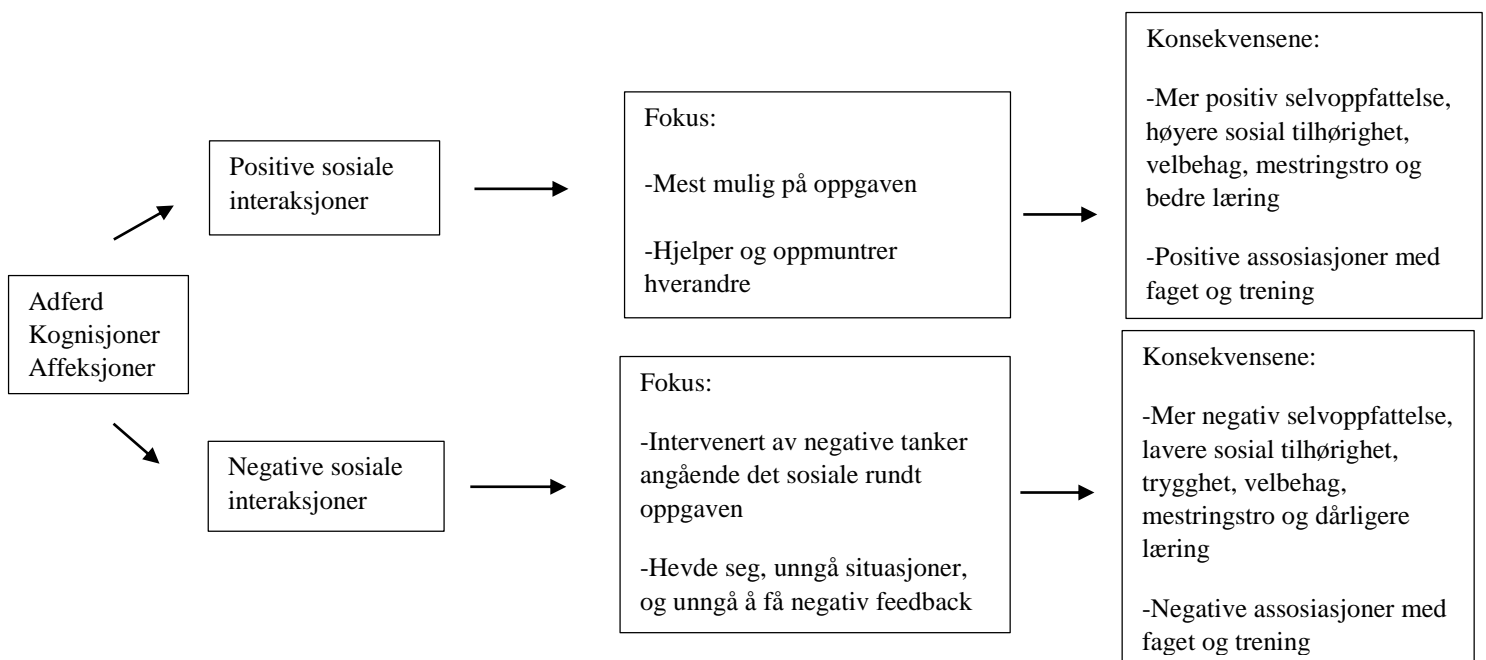 Adferd
Kognisjoner
Affeksjoner
Positive sosiale
interaksjoner
Fokus:
-Mest mulig på oppgaven
-Hjelper og oppmuntrer
hverandre
Konsekvensene:
-Mer positiv selvoppfattelse,
høyere sosial tilhørighet,
velbehag, mestringstro og
bedre læring
-Positive assosiasjoner med
faget og trening
Negative sosiale
interaksjoner
Fokus:
-Intervenert av negative tanker
angående det sosiale rundt
oppgaven
-Hevde seg, unngå situasjoner,
og unngå å få negativ feedback
Konsekvensene:
-Mer negativ selvoppfattelse,
lavere sosial tilhørighet,
trygghet, velbehag,
mestringstro og dårligere
læring
-Negative assosiasjoner med
faget og trening